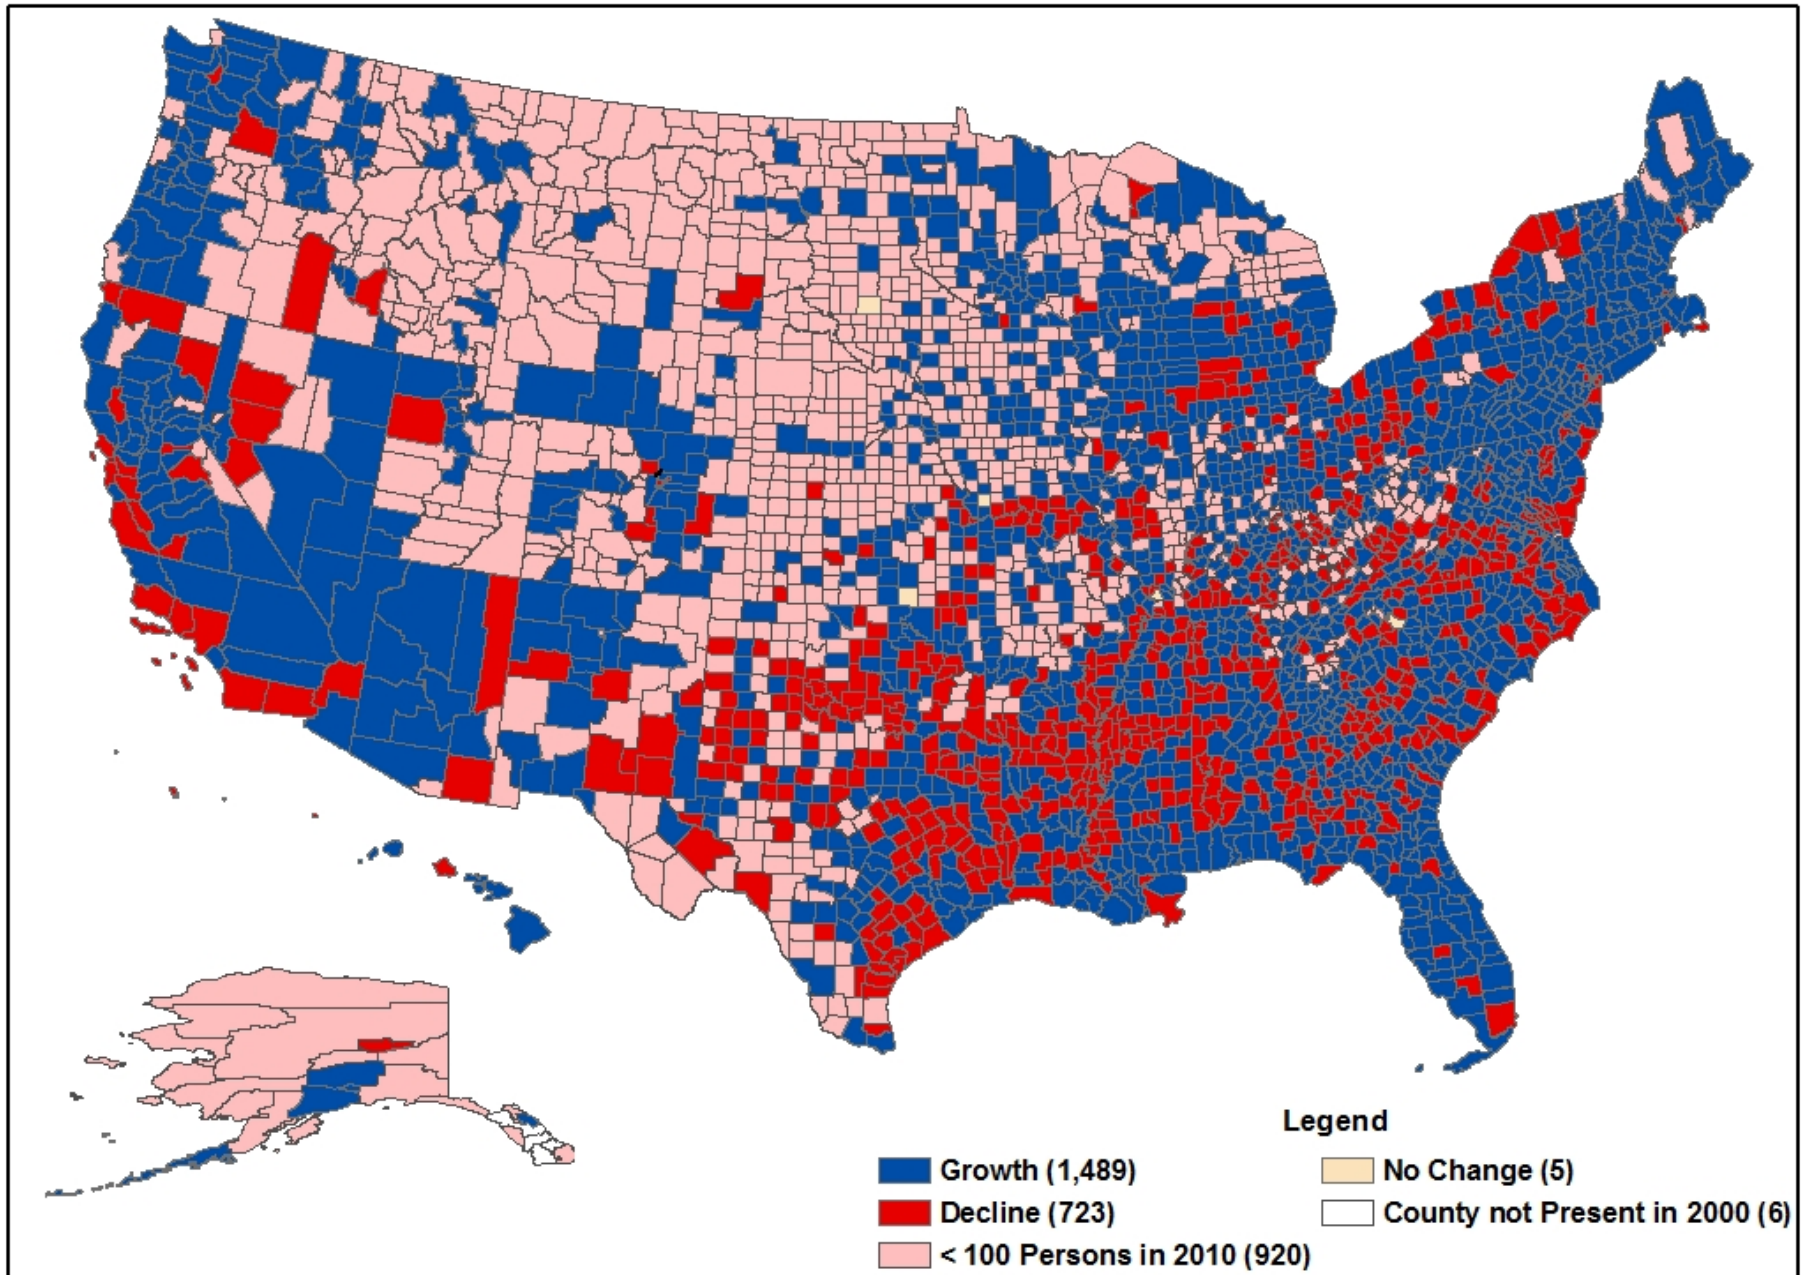 Legend
Growth (1,489)
No Change (5)
Decline (723)
County not Present in 2000 (6)
< 100 Persons in 2010 (920)